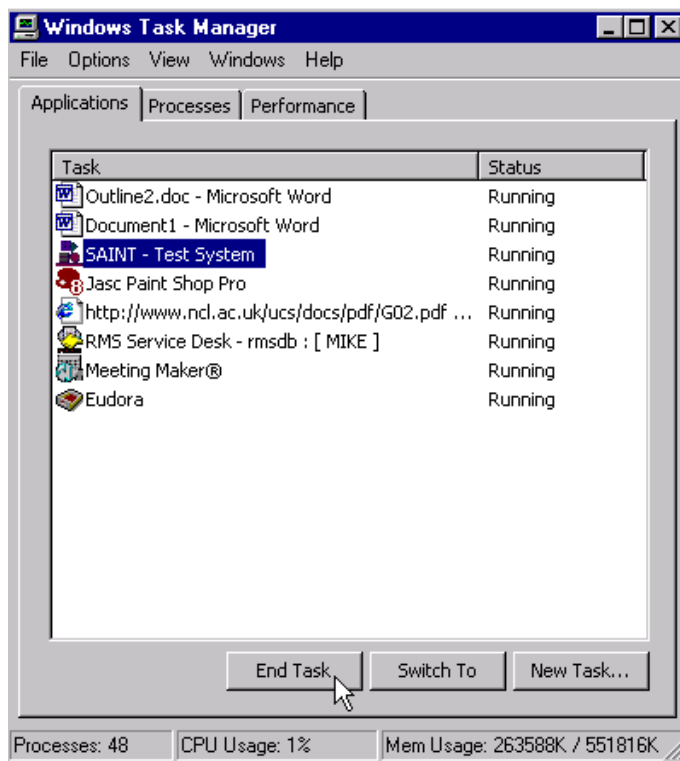 Windows Task Manager
File Options View Windows Help
Applications Processes Performance
Task Status
Outline2.doc - Microsoft Word Running
Document1 - Microsoft Word Running
SAINT - Test System Running
Jasc Paint Shop Pro Running
http://www.ncl.ac.uk/ucs/docs/pdf/G02.pdf ... Running
RMS Service Desk - rmsdb : [ MIKE ] Running
Meeting Maker® Running
Eudora Running
End Task Switch To New Task...
Processes: 48 CPU Usage: 1% Mem Usage: 263588K / 551816K